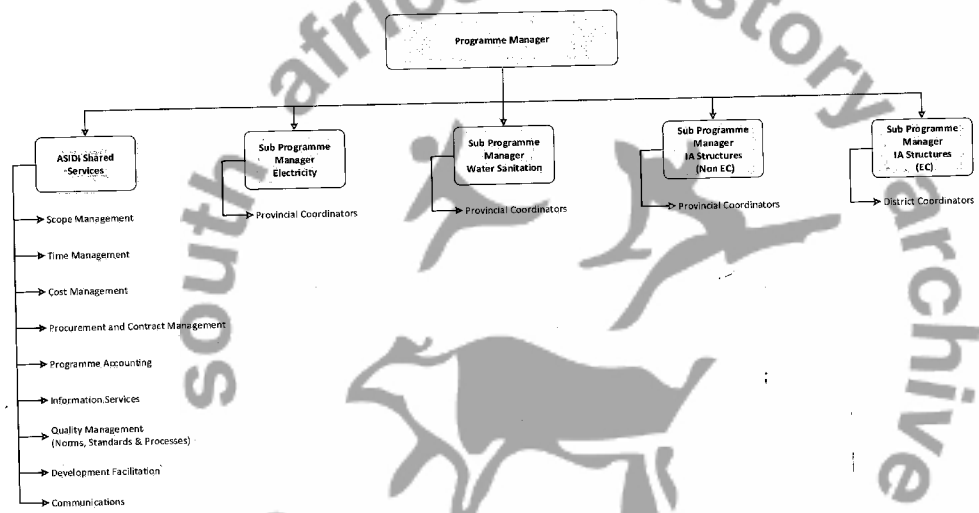 Programme Manager
ASIDI Shared
Services
Sub Programme
Manager
Electricity
Sub Programme
Manager
Water Sanitation
Sub Programme
Manager
IA Structures
(Non EC)
Sub Programme
Manager
IA Structures
(EC)
Scope Management
Time Management
Cost Management
Procurement and Contract Management
Programme Accounting
Information Services
Quality Management
(Norms, Standards & Processes)
Development Facilitation
Communications
Provincial Coordinators
Provincial Coordinators
Provincial Coordinators
District Coordinators
south african history archive